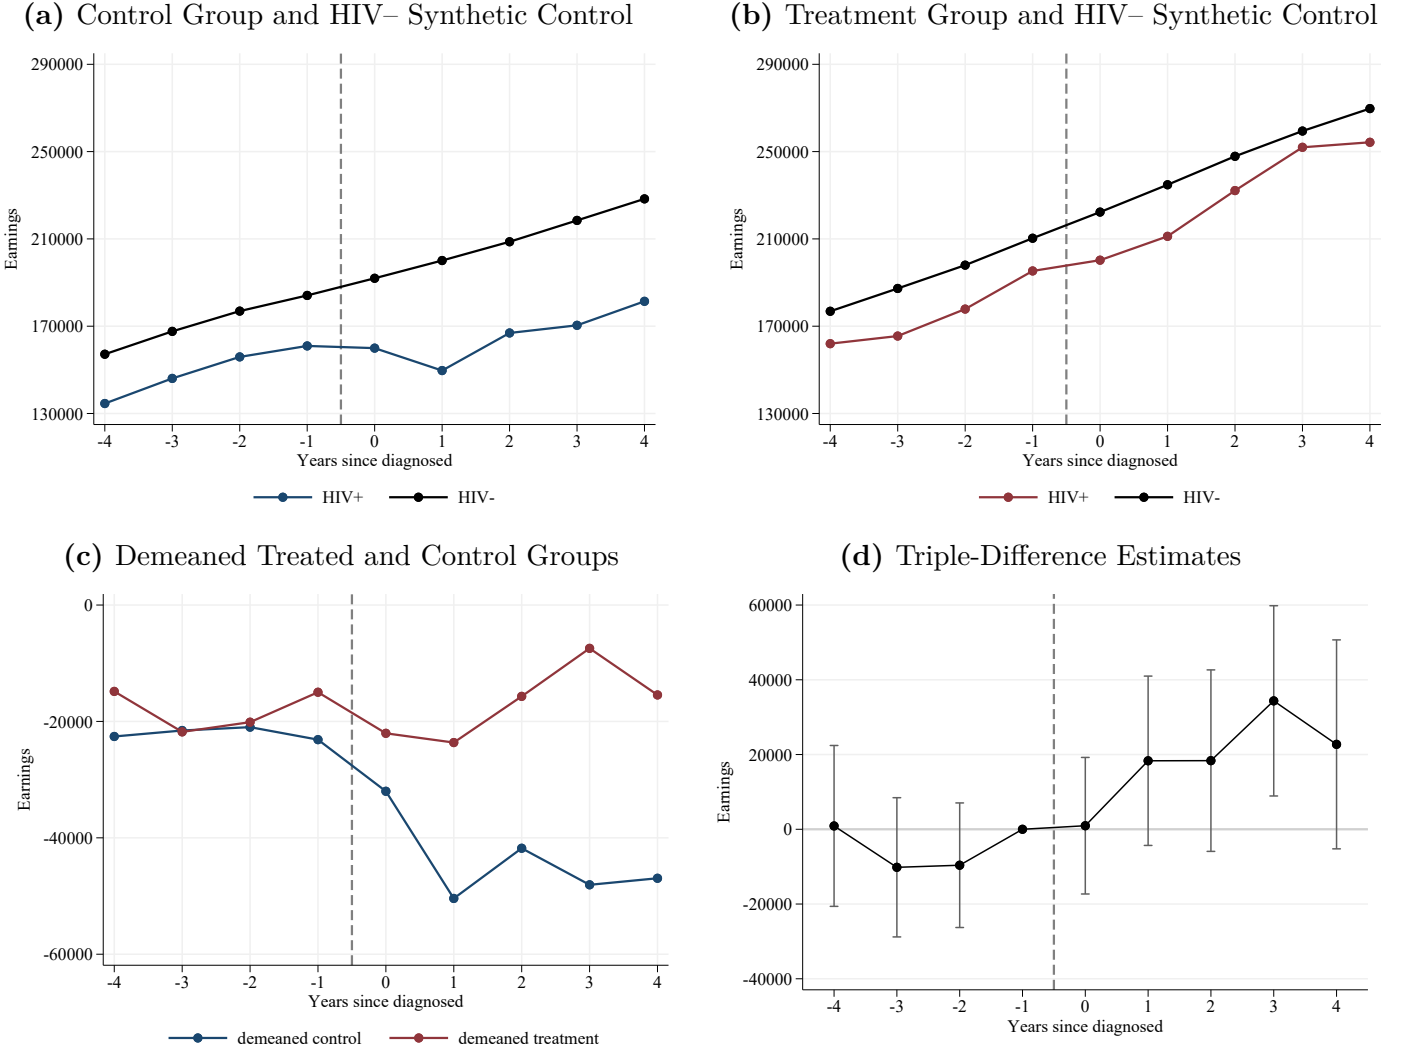 (a) Control Group and HIV– Synthetic Control
290000
250000
210000
170000
130000
Earnings
-4 -3 -2 -1 0 1 2 3 4
Years since diagnosed
HIV+ HIV-
(b) Treatment Group and HIV– Synthetic Control
290000
250000
210000
170000
130000
Earnings
-4 -3 -2 -1 0 1 2 3 4
Years since diagnosed
HIV+ HIV-
(c) Demeaned Treated and Control Groups
0
-20000
-40000
-60000
Earnings
-4 -3 -2 -1 0 1 2 3 4
Years since diagnosed
demeaned control demeaned treatment
(d) Triple-Difference Estimates
60000
40000
20000
0
-20000
-40000
Earnings
-4 -3 -2 -1 0 1 2 3 4
Years since diagnosed